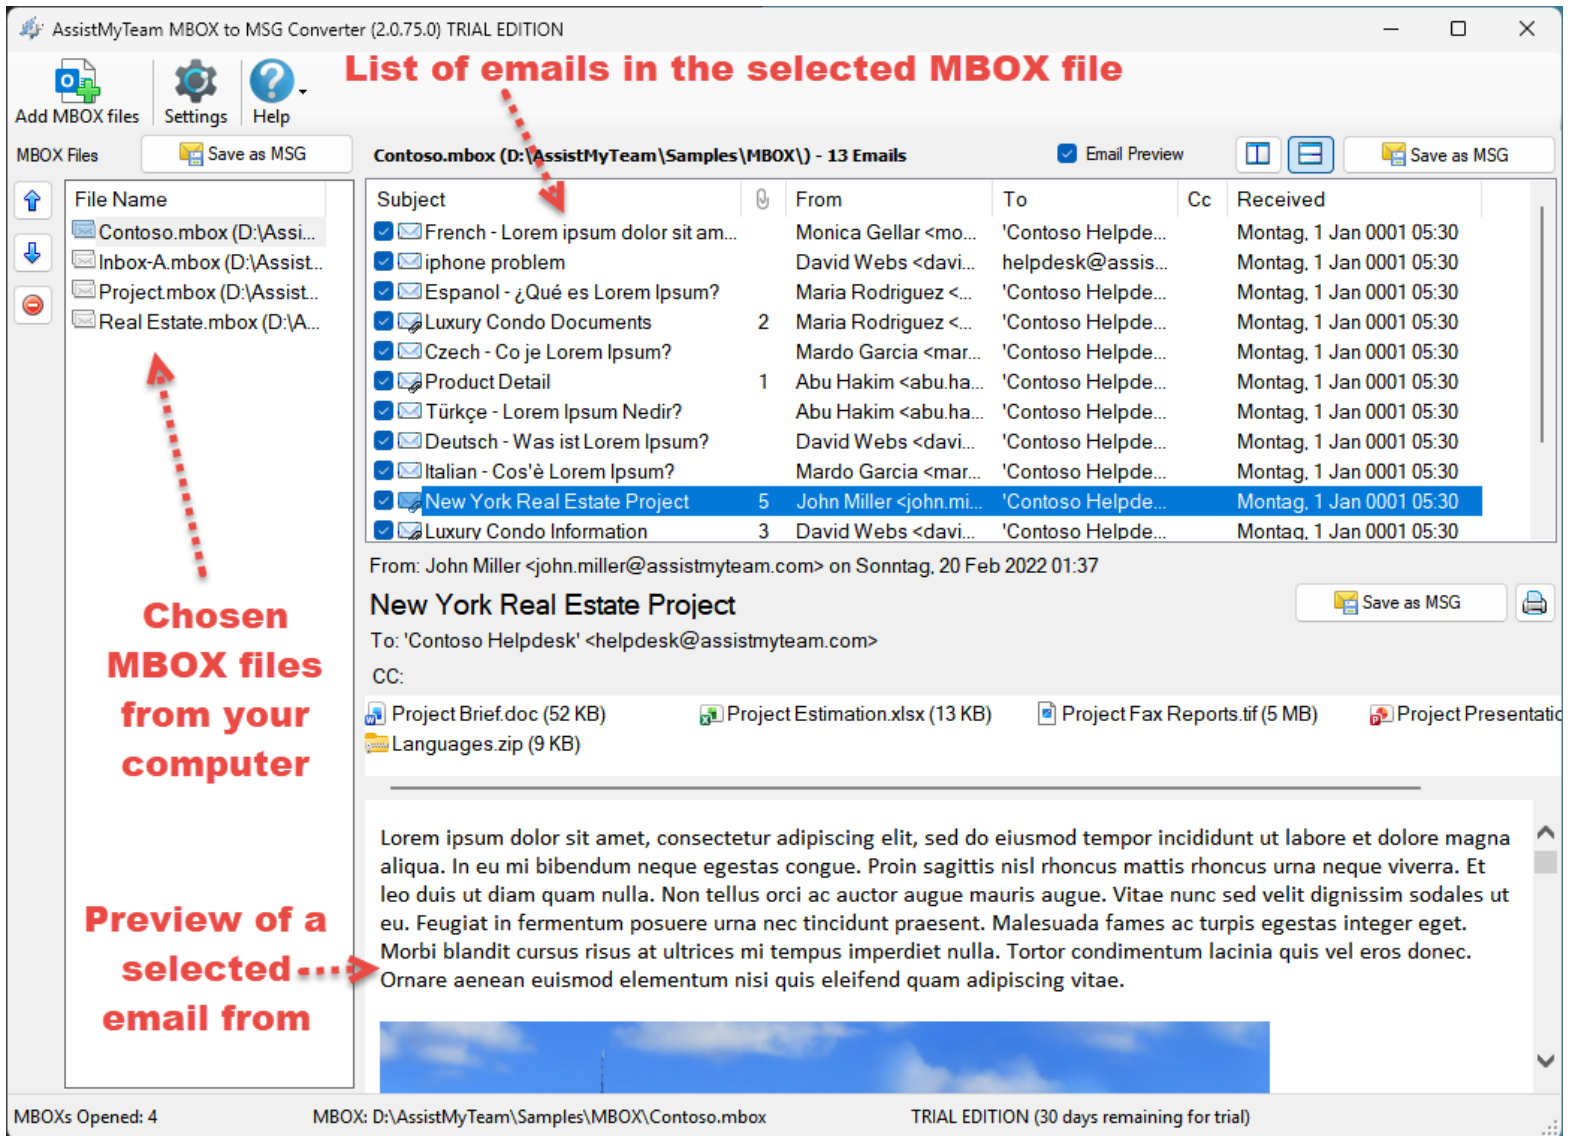 AssistMyTeam MBOX to MSG Converter (2.0.75.0) TRIAL EDITION
List of emails in the selected MBOX file
Add MBOX files Settings Help
MBOX Files Save as MSG Contoso.mbox (D:\AssistMyTeam\Samples\MBOX\) - 13 Emails Email Preview Save as MSG
File Name
Contoso.mbox (D:\Assi...
Inbox-A.mbox (D:\Assist...
Project.mbox (D:\Assist...
Real Estate.mbox (D:\A...
Subject From To Cc Received
French - Lorem ipsum dolor sit am... Monica Gellar <mo... 'Contoso Helpde... Montag, 1 Jan 0001 05:30
iphone problem David Webs <davi... helpdesk@assis... Montag, 1 Jan 0001 05:30
Espanol - ¿Qué es Lorem Ipsum? Maria Rodriguez <... 'Contoso Helpde... Montag, 1 Jan 0001 05:30
Luxury Condo Documents 2 Maria Rodriguez <... 'Contoso Helpde... Montag, 1 Jan 0001 05:30
Czech - Co je Lorem Ipsum? Mardo Garcia <mar... 'Contoso Helpde... Montag, 1 Jan 0001 05:30
Product Detail 1 Abu Hakim <abu.ha... 'Contoso Helpde... Montag, 1 Jan 0001 05:30
Türkçe - Lorem Ipsum Nedir? Abu Hakim <abu.ha... 'Contoso Helpde... Montag, 1 Jan 0001 05:30
Deutsch - Was ist Lorem Ipsum? David Webs <davi... 'Contoso Helpde... Montag, 1 Jan 0001 05:30
Italian - Cos'è Lorem Ipsum? Mardo Garcia <mar... 'Contoso Helpde... Montag, 1 Jan 0001 05:30
New York Real Estate Project 5 John Miller <john.mi... 'Contoso Helpde... Montag, 1 Jan 0001 05:30
Luxury Condo Information 3 David Webs <davi... 'Contoso Helpde... Montag, 1 Jan 0001 05:30
Chosen
MBOX files
from your
computer
From: John Miller <john.miller@assistmyteam.com> on Sonntag, 20 Feb 2022 01:37
New York Real Estate Project Save as MSG
To: 'Contoso Helpdesk' <helpdesk@assistmyteam.com>
CC:
Project Brief.doc (52 KB) Project Estimation.xlsx (13 KB) Project Fax Reports.tif (5 MB) Project Presentatic
Languages.zip (9 KB)
Preview of a
selected
email from
Lorem ipsum dolor sit amet, consectetur adipiscing elit, sed do eiusmod tempor incididunt ut labore et dolore magna
aliqua. In eu mi bibendum neque egestas congue. Proin sagittis nisl rhoncus mattis rhoncus urna neque viverra. Et
leo duis ut diam quam nulla. Non tellus orci ac auctor augue mauris augue. Vitae nunc sed velit dignissim sodales ut
eu. Feugiat in fermentum posuere urna nec tincidunt praesent. Malesuada fames ac turpis egestas integer eget.
Morbi blandit cursus risus at ultrices mi tempus imperdiet nulla. Tortor condimentum lacinia quis vel eros donec.
Ornare aenean euismod elementum nisi quis eleifend quam adipiscing vitae.
MBOXs Opened: 4 MBOX: D:\AssistMyTeam\Samples\MBOX\Contoso.mbox TRIAL EDITION (30 days remaining for trial)